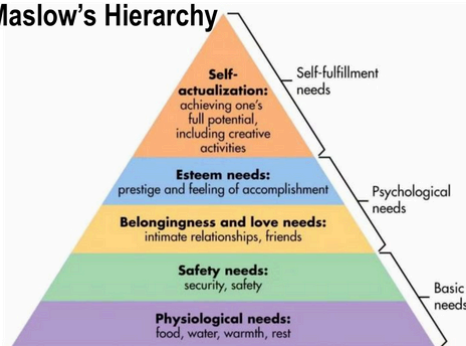 Maslow's Hierarchy
Self-
actualization:
achieving one's
full potential,
including creative
activities
Self-fulfillment
needs
Esteem needs:
prestige and feeling of accomplishment
Psychological
needs
Belongingness and love needs:
intimate relationships, friends
Safety needs:
security, safety
Basic
needs
Physiological needs:
food, water, warmth, rest